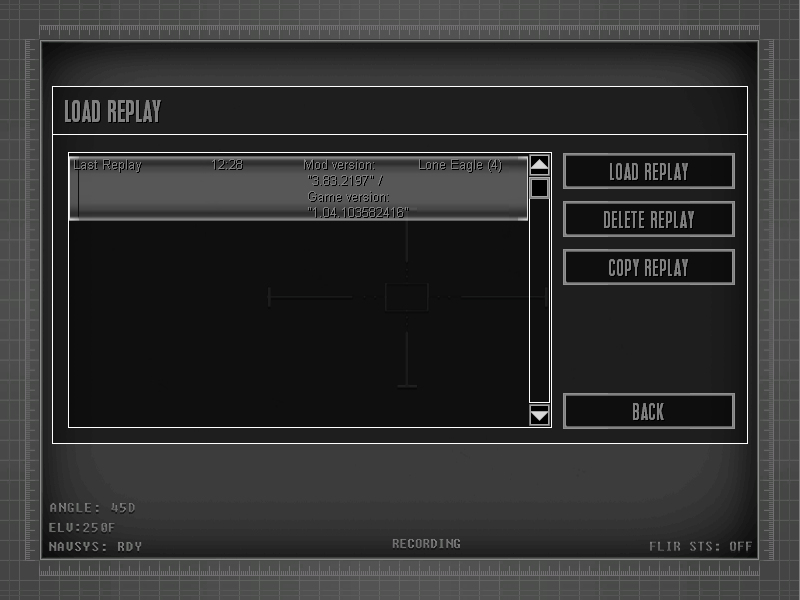 LOAD REPLAY
Last Replay 12:28 Mod version: Lone Eagle (4)
"3.83.2197" /
Game version:
"1.04.103582416"
LOAD REPLAY
DELETE REPLAY
COPY REPLAY
BACK
ANGLE: 45D
ELV:250F
NAVSYS: RDY
RECORDING
FLIR STS: OFF